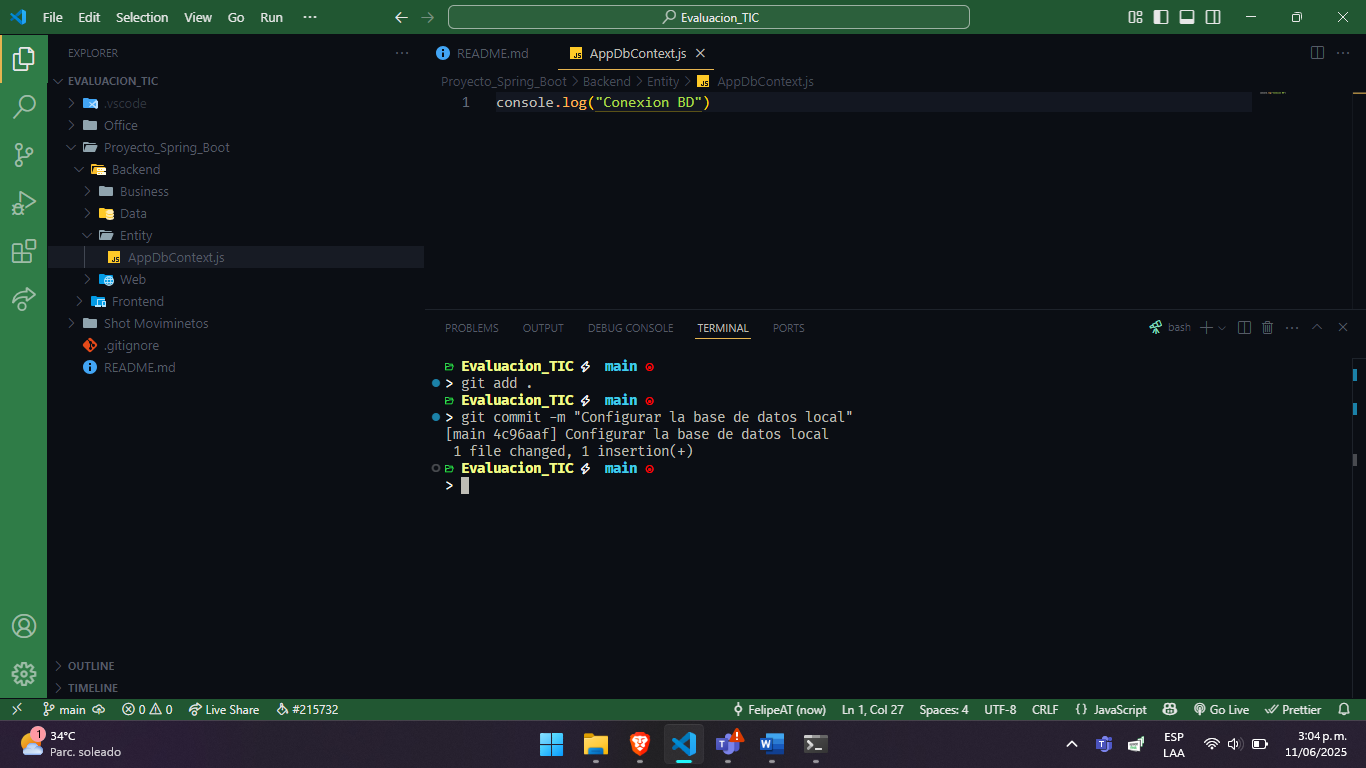 File Edit Selection View Go Run ··· Evaluacion_TIC
EXPLORER
EVALUACION_TIC
.vscode
Office
Proyecto_Spring_Boot
Backend
Business
Data
Entity
AppDbContext.js
Web
Frontend
Shot Moviminetos
.gitignore
README.md
OUTLINE
TIMELINE
README.md AppDbContext.js
Proyecto_Spring_Boot > Backend > Entity > AppDbContext.js
1 console.log("Conexion BD")
PROBLEMS OUTPUT DEBUG CONSOLE TERMINAL PORTS bash
Evaluacion_TIC main
> git add .
Evaluacion_TIC main
> git commit -m "Configurar la base de datos local"
[main 4c96aaf] Configurar la base de datos local
1 file changed, 1 insertion(+)
Evaluacion_TIC main
>
main 0 0 Live Share #215732 FelipeAT (now) Ln 1, Col 27 Spaces: 4 UTF-8 CRLF {} JavaScript Go Live Prettier
1 34°C
Parc. soleado
ESP
LAA
3:04 p. m.
11/06/2025